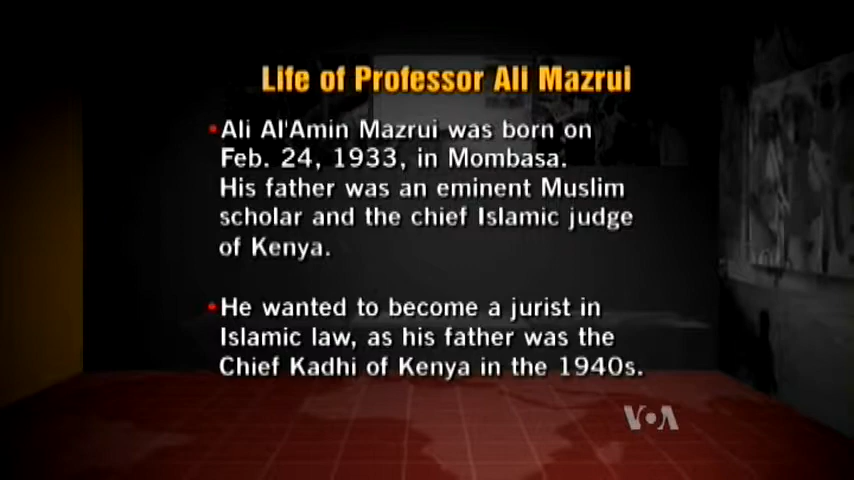 Life of Professor Ali Mazrui
•Ali Al'Amin Mazrui was born on
Feb. 24, 1933, in Mombasa.
His father was an eminent Muslim
scholar and the chief Islamic judge
of Kenya.
•He wanted to become a jurist in
Islamic law, as his father was the
Chief Kadhi of Kenya in the 1940s.
VOA